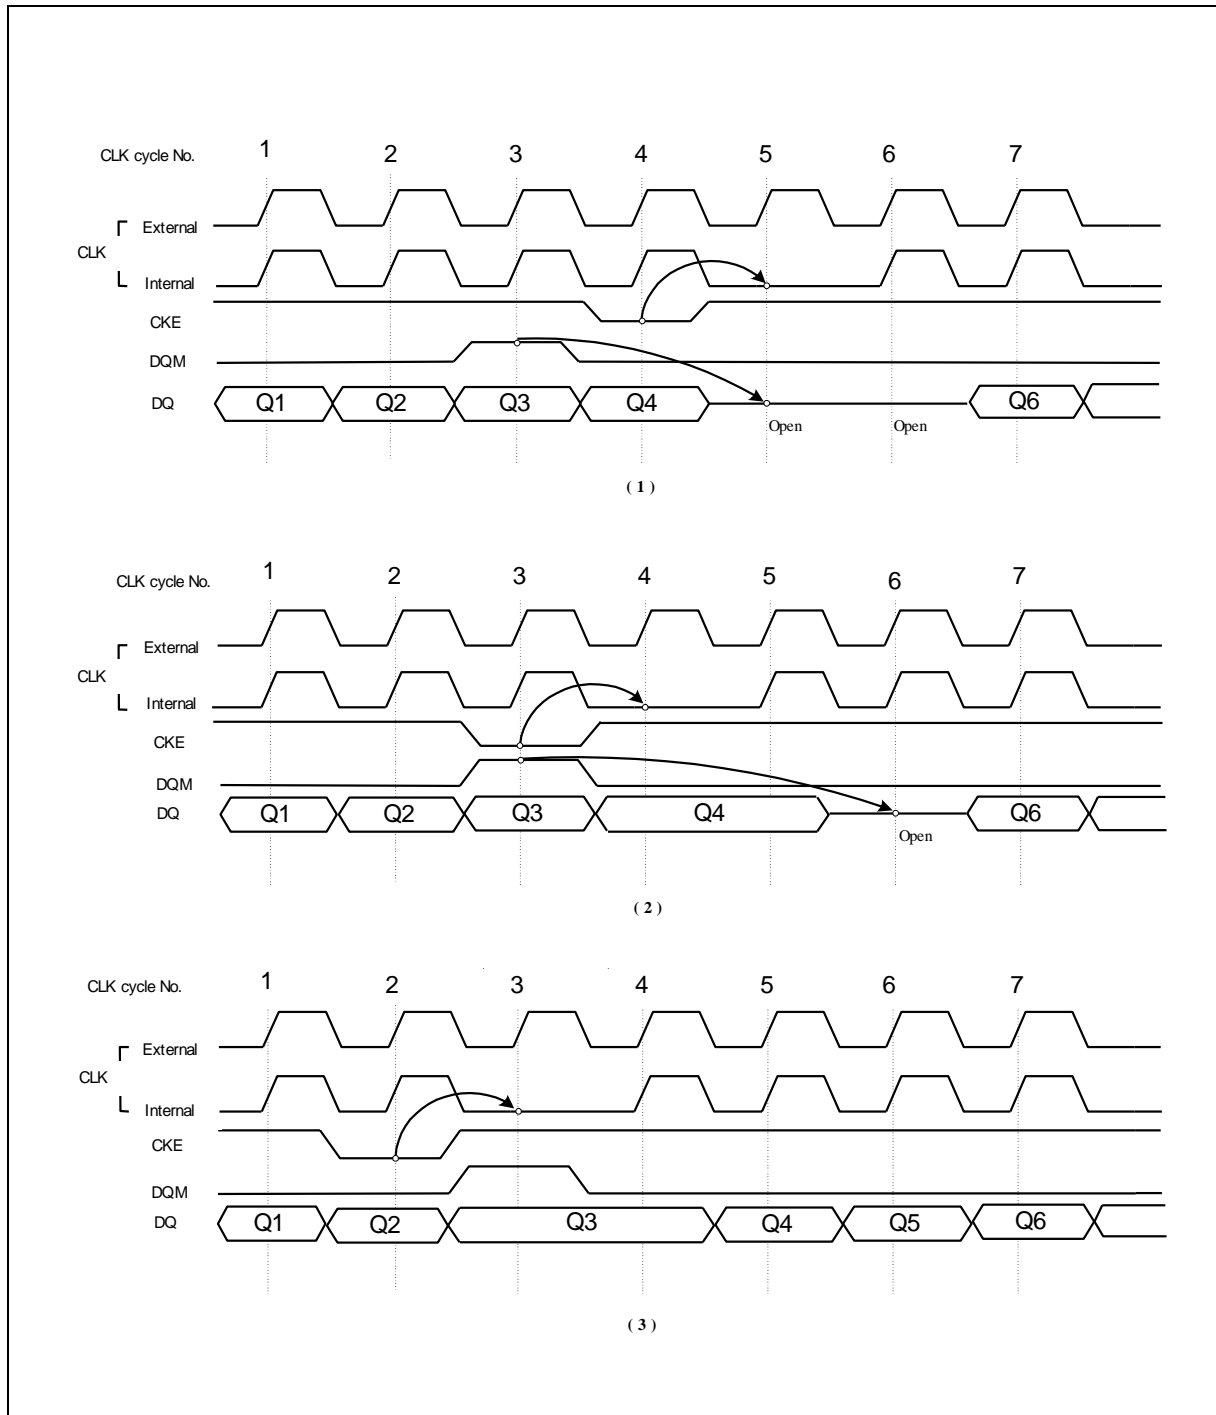 CLK cycle No. 1 2 3 4 5 6 7
External
CLK
Internal
CKE
DQM
DQ Q1 Q2 Q3 Q4 Q6
Open Open
( 1 )
CLK cycle No. 1 2 3 4 5 6 7
External
CLK
Internal
CKE
DQM
DQ Q1 Q2 Q3 Q4 Q6
Open
( 2 )
CLK cycle No. 1 2 3 4 5 6 7
External
CLK
Internal
CKE
DQM
DQ Q1 Q2 Q3 Q4 Q5 Q6
( 3 )